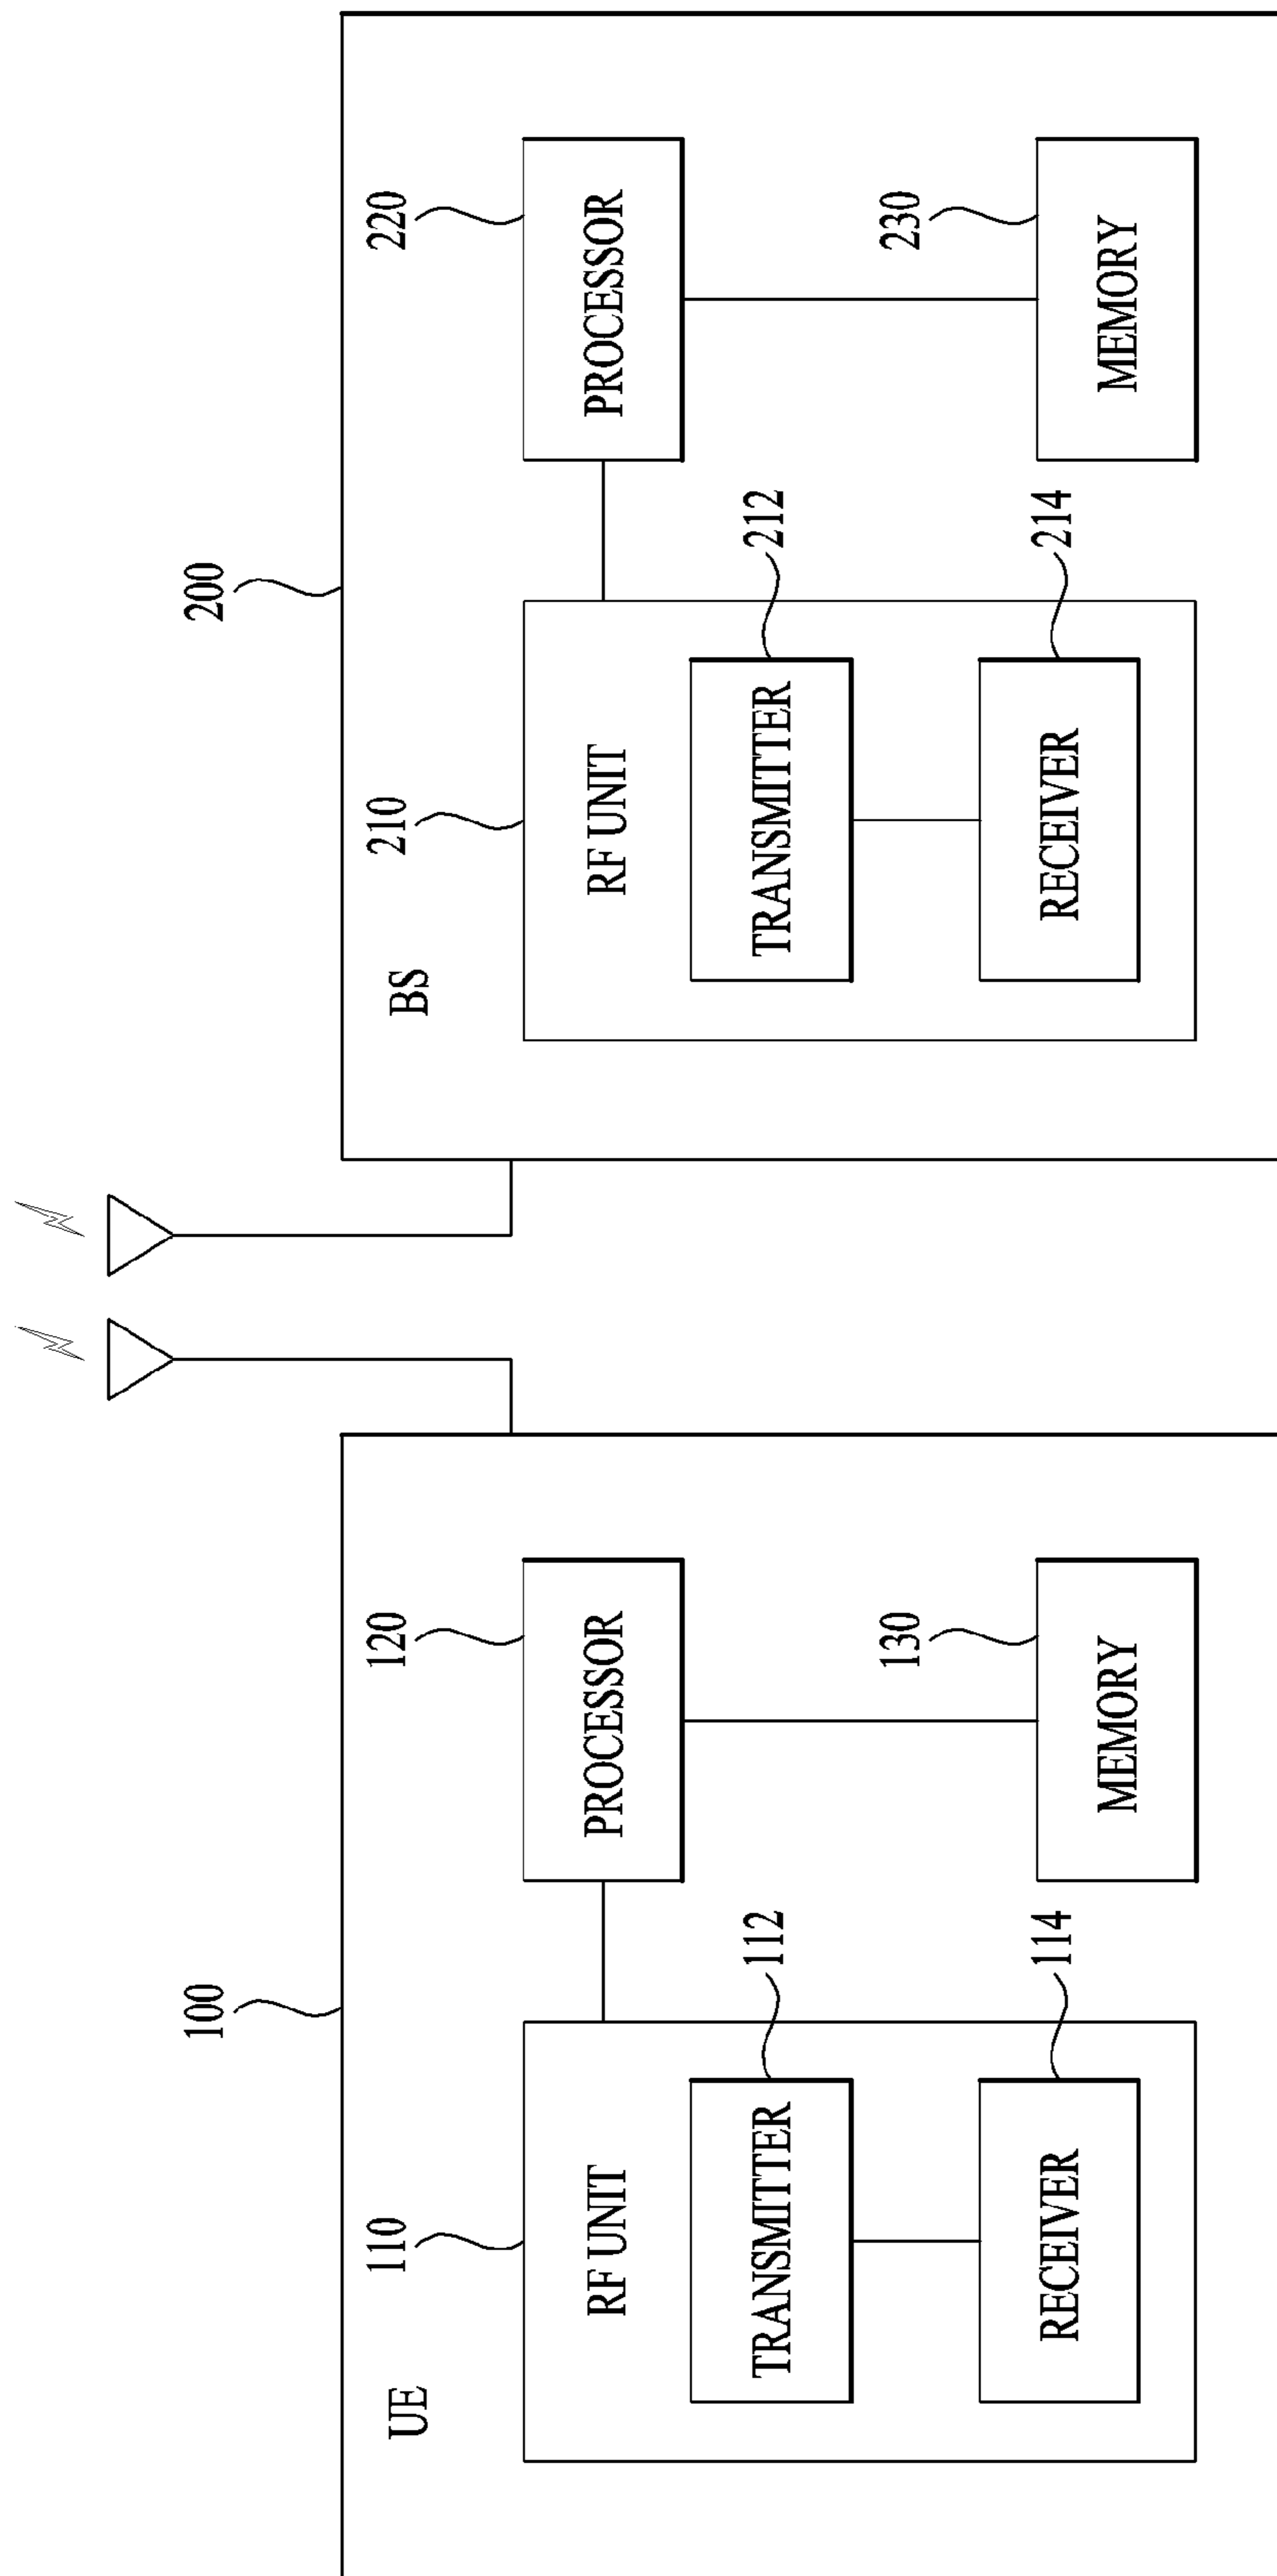 100
UE
110
RF UNIT
112
TRANSMITTER
114
RECEIVER
120
PROCESSOR
130
MEMORY
200
BS
210
RF UNIT
212
TRANSMITTER
214
RECEIVER
220
PROCESSOR
230
MEMORY